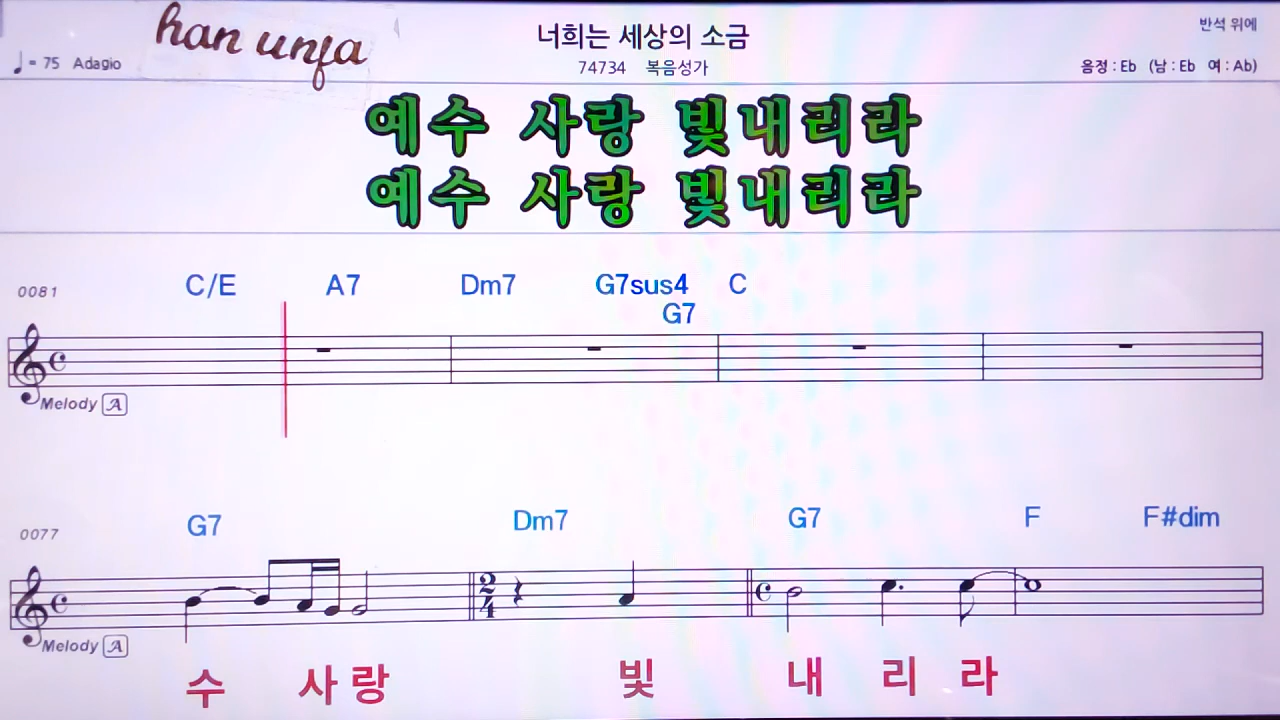 han unfa
너희는 세상의 소금
반석 위에
♩= 75 Adagio
74734 복음성가
음정 : Eb (남 : Eb 여 : Ab)
예수 사랑 빛내리라
예수 사랑 빛내리라
0081 C/E A7 Dm7 G7sus4 C
G7
Melody A
0077 G7 Dm7 G7 F F#dim
2
4
Melody A
수 사랑 빛 내 리 라